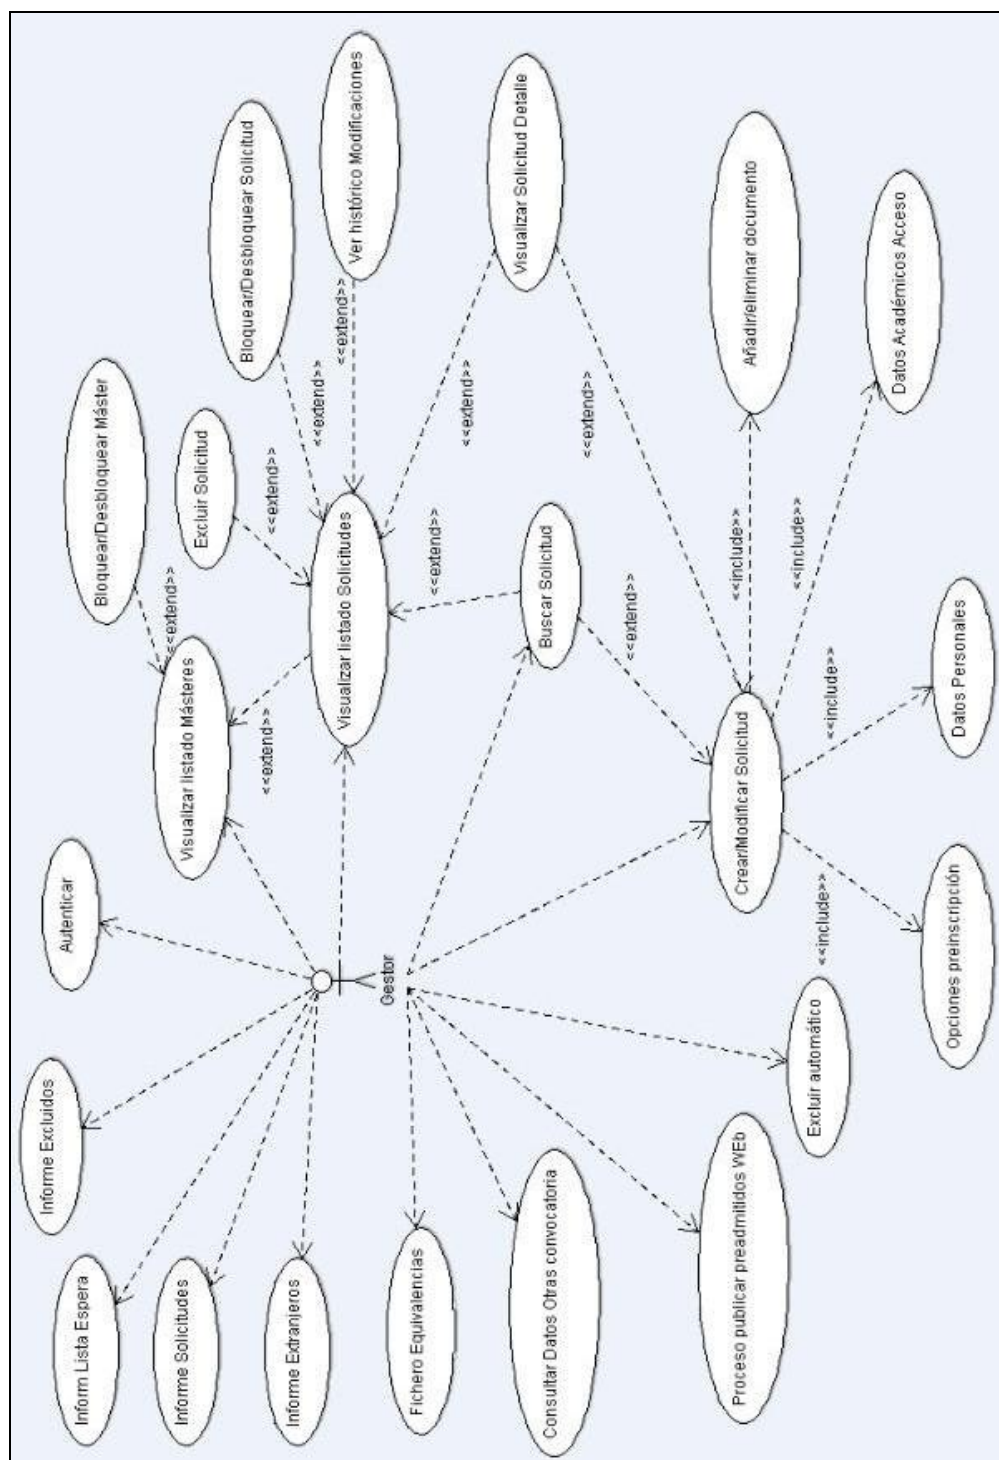 Inform Lista Espera
Informe Solicitudes
Informe Extranjeros
Fichero Equivalencias
Consultar Datos Otras convocatoria
Proceso publicar preadmitidos WEb
Informe Excluidos
Excluir automático
Autenticar
Gestor
Opciones preinscripción
<<include>>
Visualizar listado Másteres
<<extend>>
Crear/Modificar Solicitud
Datos Personales
<<include>>
Visualizar listado Solicitudes
Buscar Solicitud
<<extend>>
<<extend>>
<<extend>>
Bloquear/Desbloquear Máster
Excluir Solicitud
<<extend>>
<<include>>
<<include>>
Bloquear/Desbloquear Solicitud
<<extend>>
<<extend>>
<<extend>>
<<extend>>
Ver histórico Modificaciones
Visualizar Solicitud Detalle
Añadir/eliminar documento
Datos Académicos Acceso